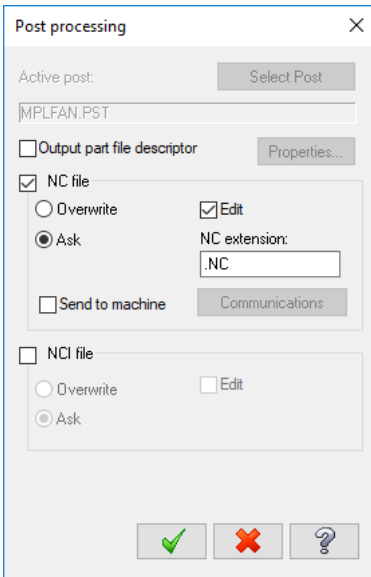 Post processing
Active post:
Select Post
MPLFAN.PST
Output part file descriptor
Properties...
NC file
Overwrite
Edit
Ask
NC extension:
.NC
Send to machine
Communications
NCI file
Overwrite
Edit
Ask